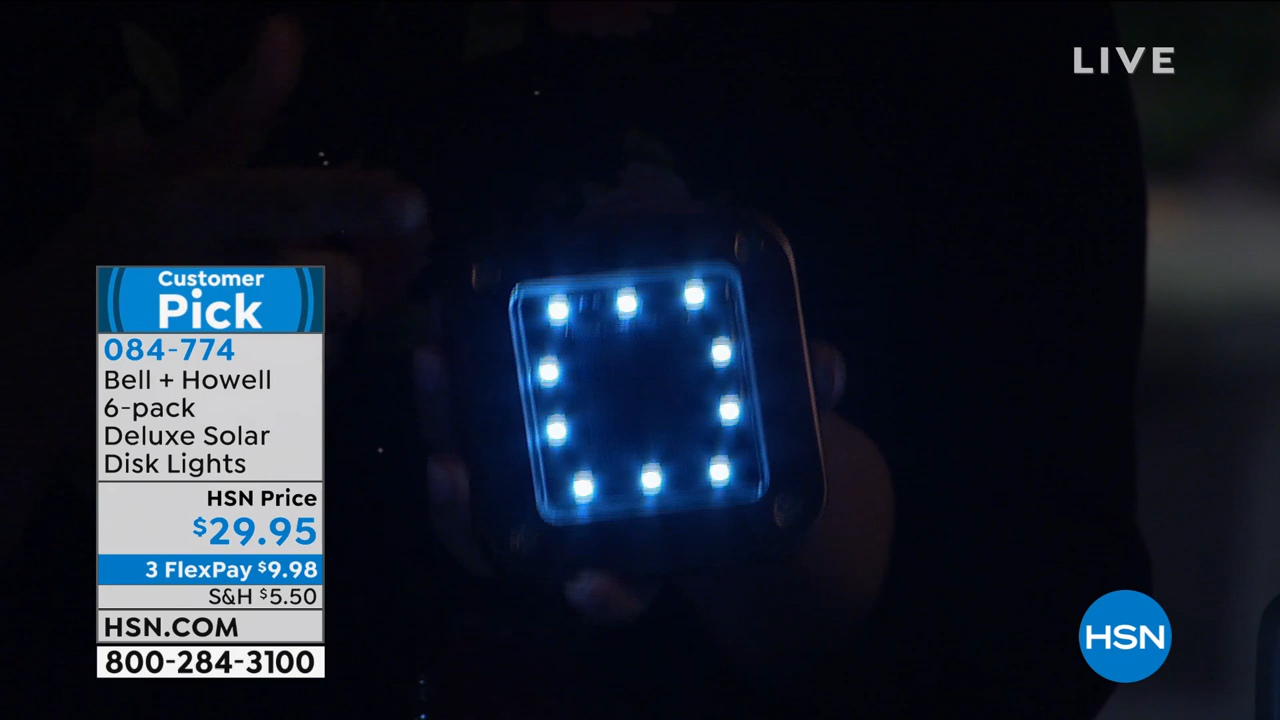 LIVE
Customer
Pick
084-774
Bell + Howell
6-pack
Deluxe Solar
Disk Lights
HSN Price
$29.95
3 FlexPay $9.98
S&H $5.50
HSN.COM
800-284-3100
HSN